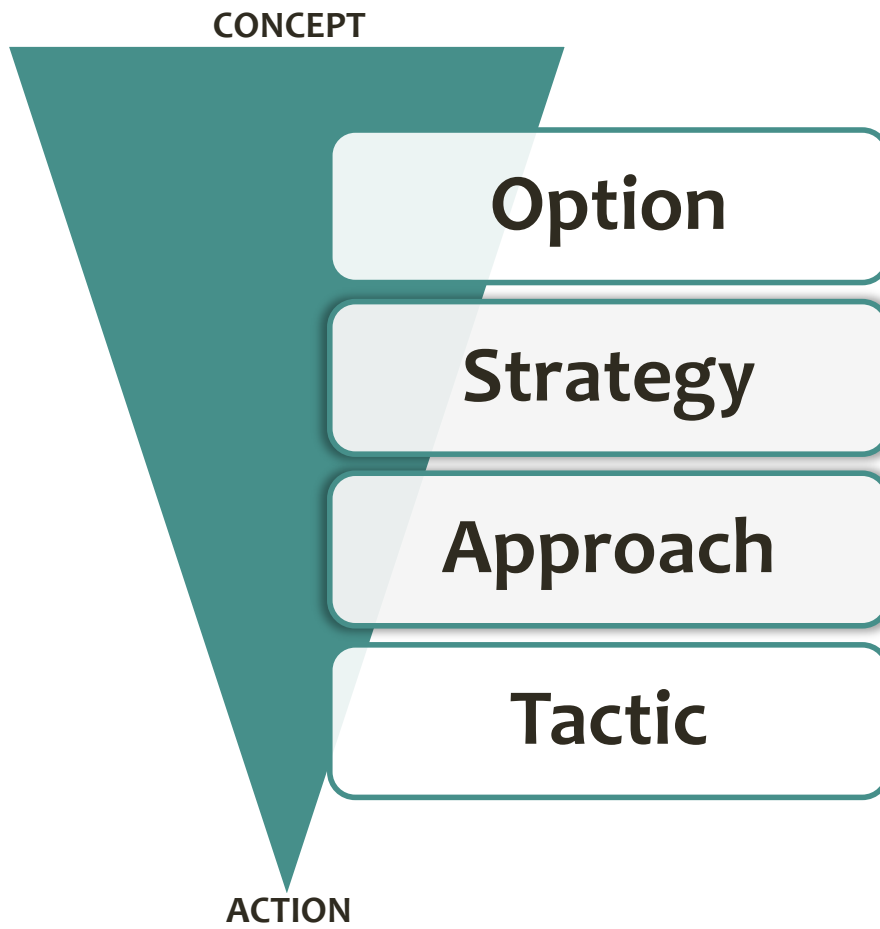 CONCEPT
Option
Strategy
Approach
Tactic
ACTION